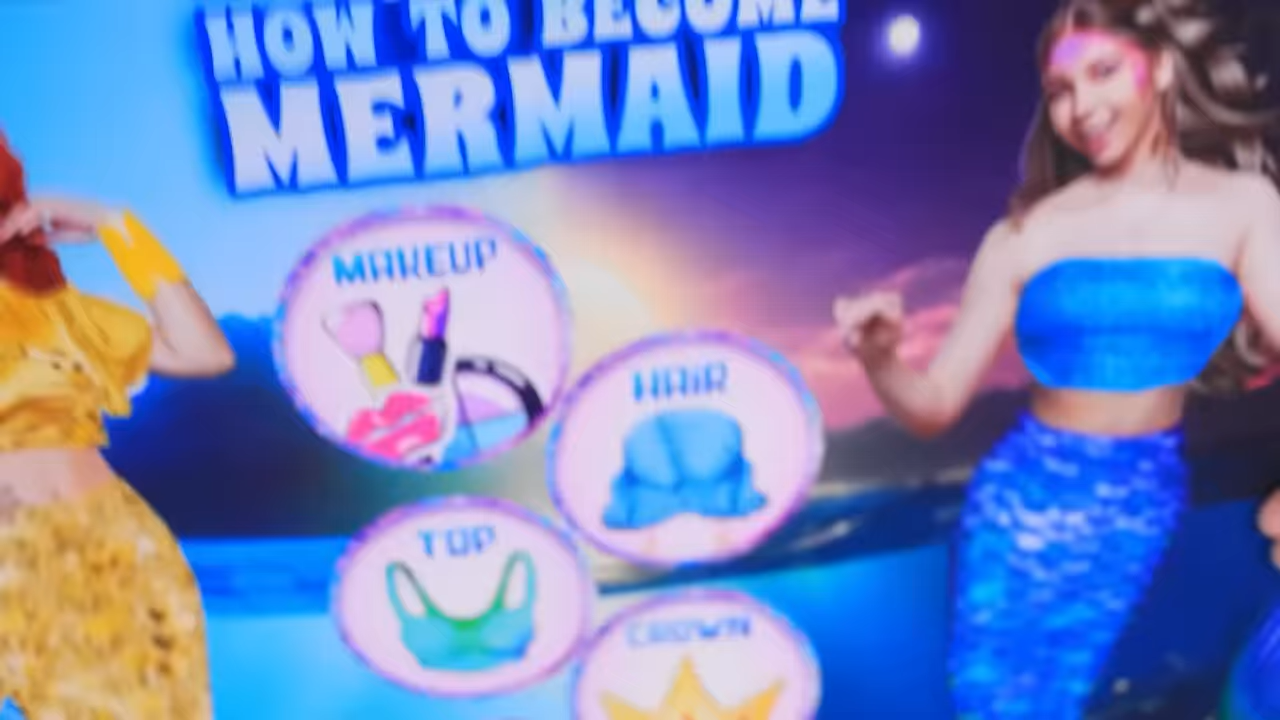 HOW TO BECOME
MERMAID
MAKEUP
HAIR
TOP
CROWN